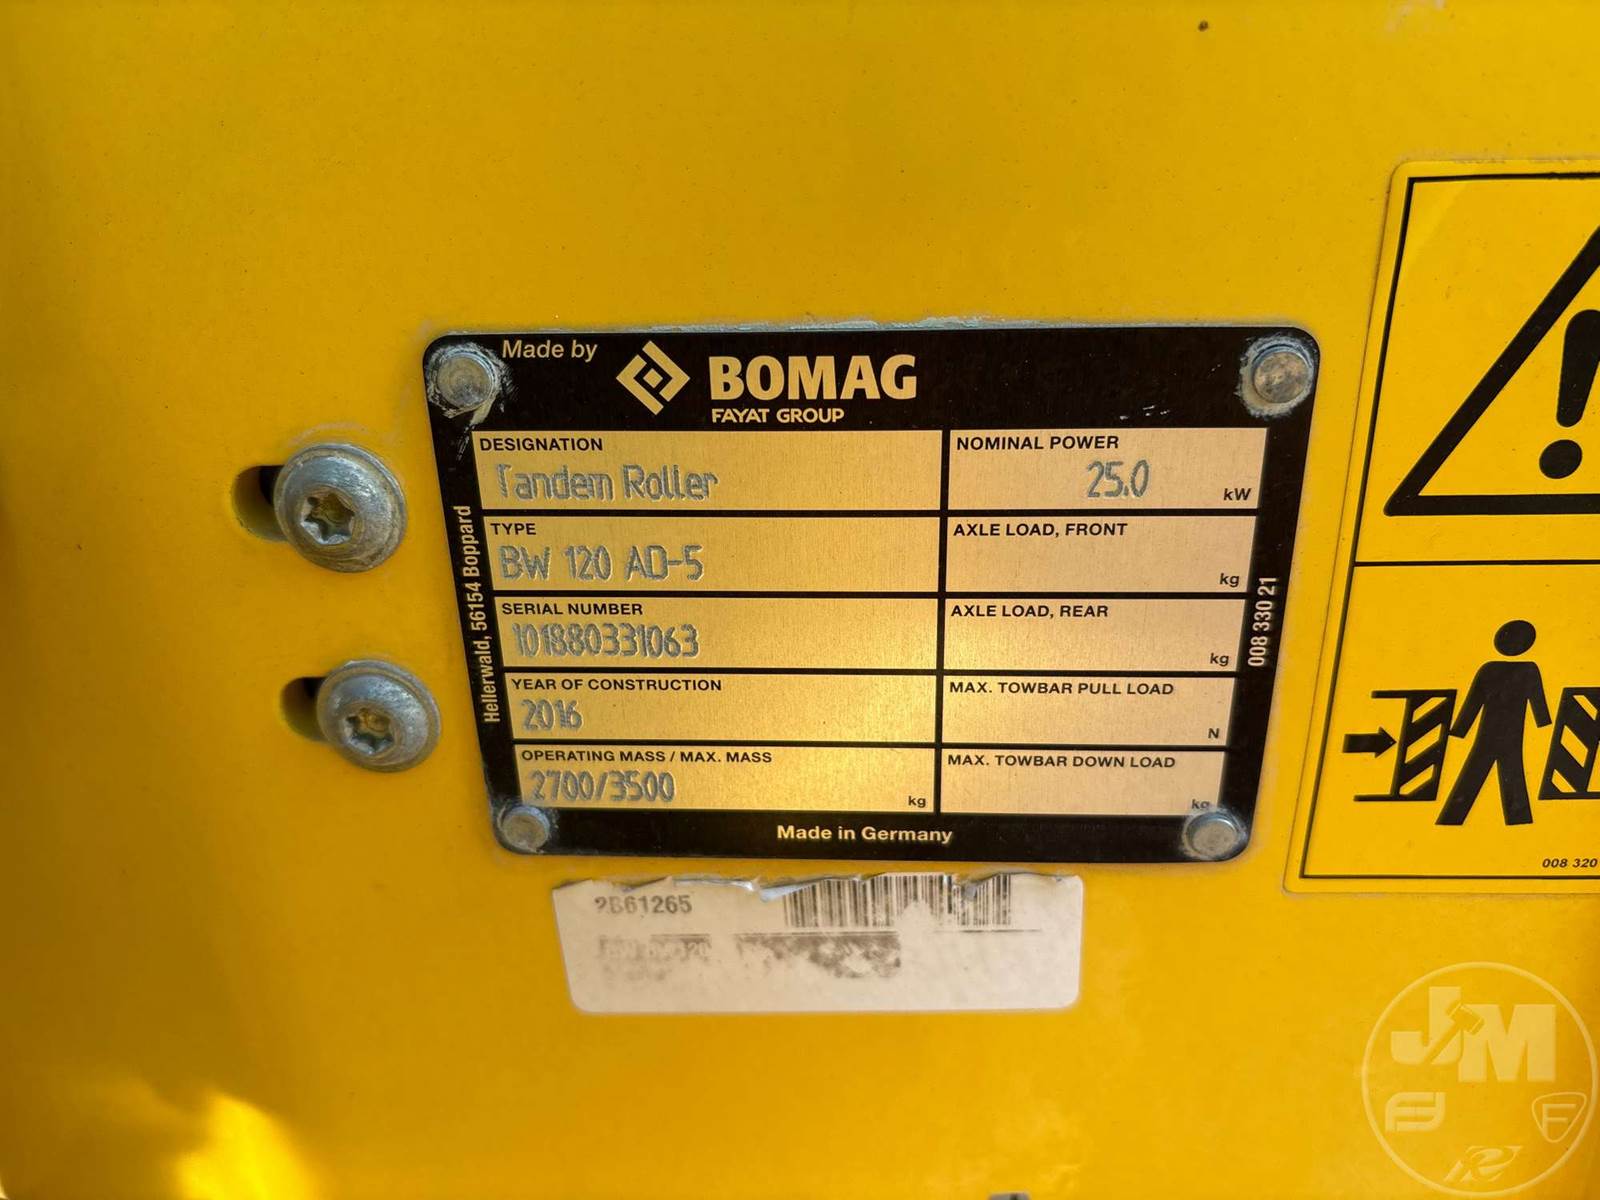 Made by
BOMAG
FAYAT GROUP
DESIGNATION
Tandem Roller
NOMINAL POWER
25.0 kW
TYPE
BW 120 AD-5
AXLE LOAD, FRONT
kg
SERIAL NUMBER
101880331063
AXLE LOAD, REAR
kg
YEAR OF CONSTRUCTION
2016
MAX. TOWBAR PULL LOAD
N
OPERATING MASS / MAX. MASS
2700/3500 kg
MAX. TOWBAR DOWN LOAD
kg
Made in Germany
Hellerwald, 56154 Boppard
008 330 21
008 320
JM